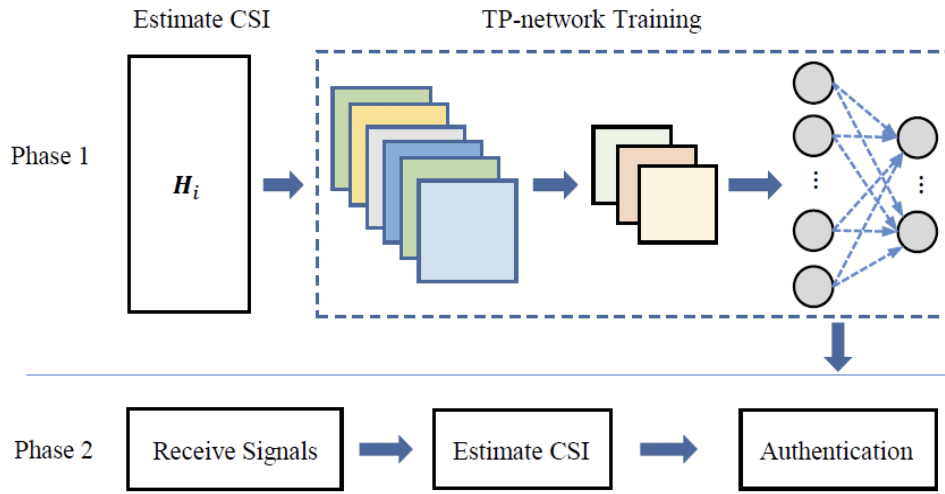 Estimate CSI
TP-network Training
Phase 1
H_i
⋮
⋮
Phase 2
Receive Signals
Estimate CSI
Authentication